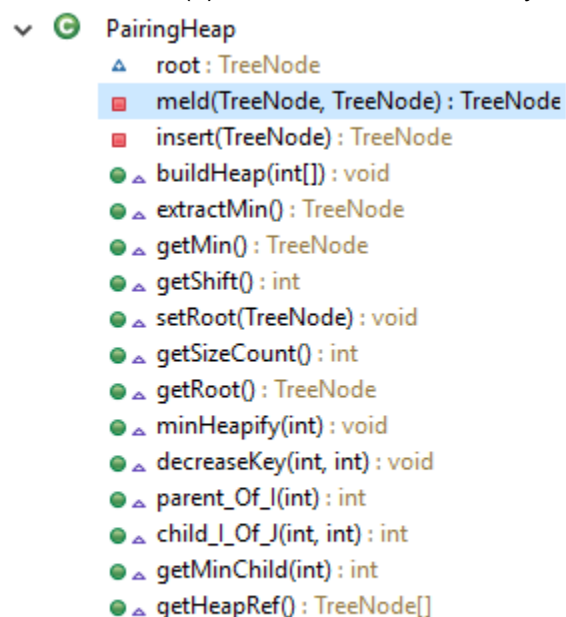 PairingHeap
root : TreeNode
meld(TreeNode, TreeNode) : TreeNode
insert(TreeNode) : TreeNode
buildHeap(int[]) : void
extractMin() : TreeNode
getMin() : TreeNode
getShift() : int
setRoot(TreeNode) : void
getSizeCount() : int
getRoot() : TreeNode
minHeapify(int) : void
decreaseKey(int, int) : void
parent_Of_I(int) : int
child_I_Of_J(int, int) : int
getMinChild(int) : int
getHeapRef() : TreeNode[]